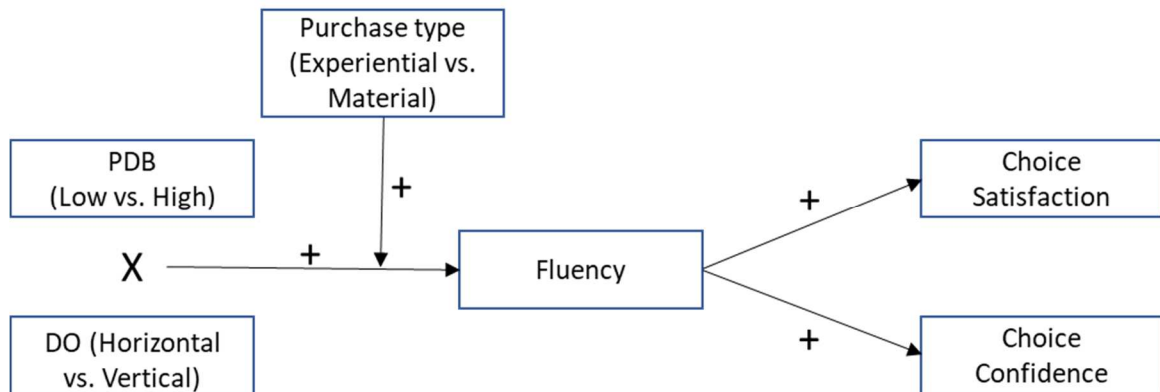 Purchase type
(Experiential vs.
Material)
PDB
(Low vs. High)
+
+
X
+
Fluency
Choice
Satisfaction
+
DO (Horizontal
vs. Vertical)
Choice
Confidence